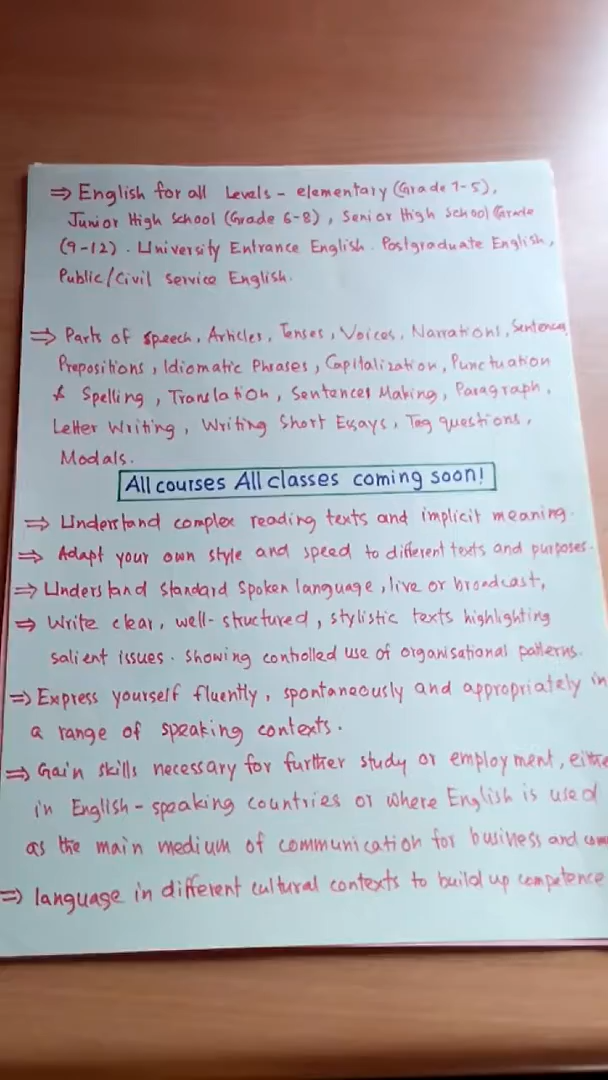 ⇒ English for all Levels - elementary (Grade 1-5),
Junior High School (Grade 6-8), Senior High School Grade
(9-12). University Entrance English. Postgraduate English,
Public/Civil Service English.
⇒ Parts of Speech, Articles, Tenses, Voices, Narrations, Sentence,
Prepositions, Idiomatic Phrases, Capitalization, Punctuation
& Spelling, Translation, Sentences Making, Paragraph,
Letter Writing, Writing Short Essays, Tag questions,
Modals.
All courses All classes coming soon!
⇒ Understand complex reading texts and implicit meaning.
⇒ Adapt your own style and speed to different texts and purposes.
⇒ Understand standard spoken language, live or broadcast,
⇒ Write clear, well-structured, stylistic texts highlighting
salient issues. showing controlled use of organisational patterns.
⇒ Express yourself fluently, spontaneously and appropriately in
a range of speaking contexts.
⇒ Gain skills necessary for further study or employment, eithe
in English-speaking countries or where English is used
as the main medium of communication for business and
⇒ language in different cultural contexts to build up competence